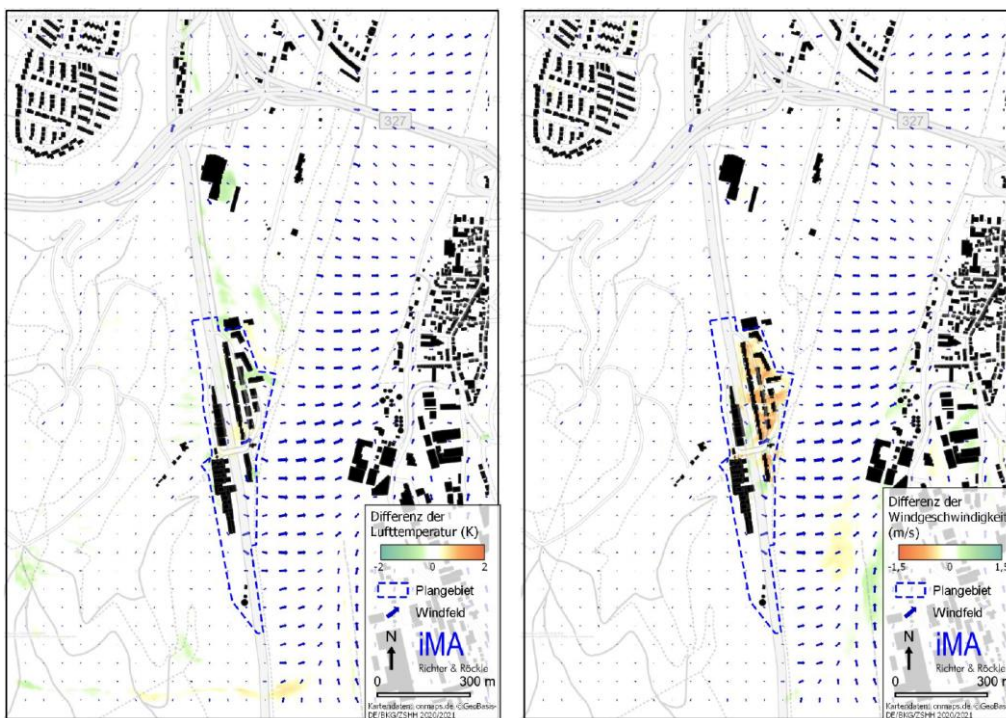 327
Differenz der
Lufttemperatur (K)
-2 0 2
Plangebiet
Windfeld
N
iMA
Richter & Röckle
0 300 m
Kartendaten: onmaps.de, ©GeoBasis-
DE/BKG/ZSHH 2020/2021
327
Differenz der
Windgeschwindigkeit
(m/s)
-1,5 0 1,5
Plangebiet
Windfeld
N
iMA
Richter & Röckle
0 300 m
Kartendaten: onmaps.de, ©GeoBasis-
DE/BKG/ZSHH 2020/2021